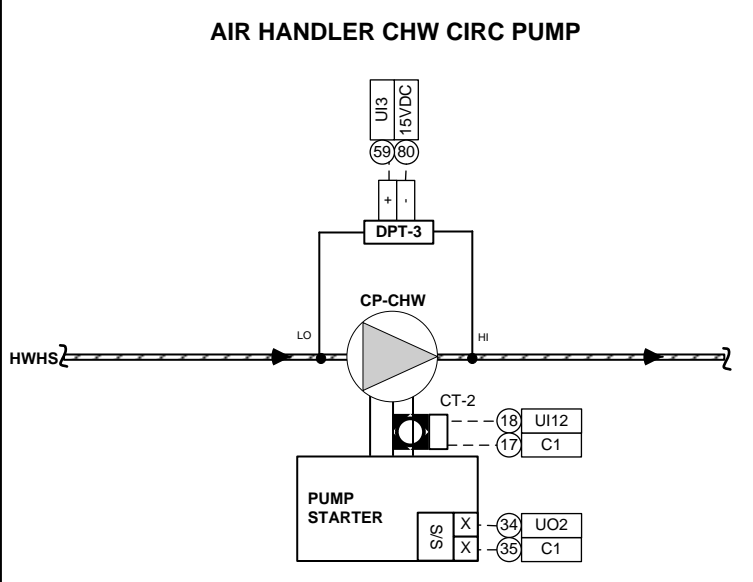 AIR HANDLER CHW CIRC PUMP
UI3
15VDC
59
80
+
-
DPT-3
CP-CHW
LO
HI
HWHS
CT-2
18
UI12
17
C1
PUMP
STARTER
S/S
X
34
UO2
X
35
C1